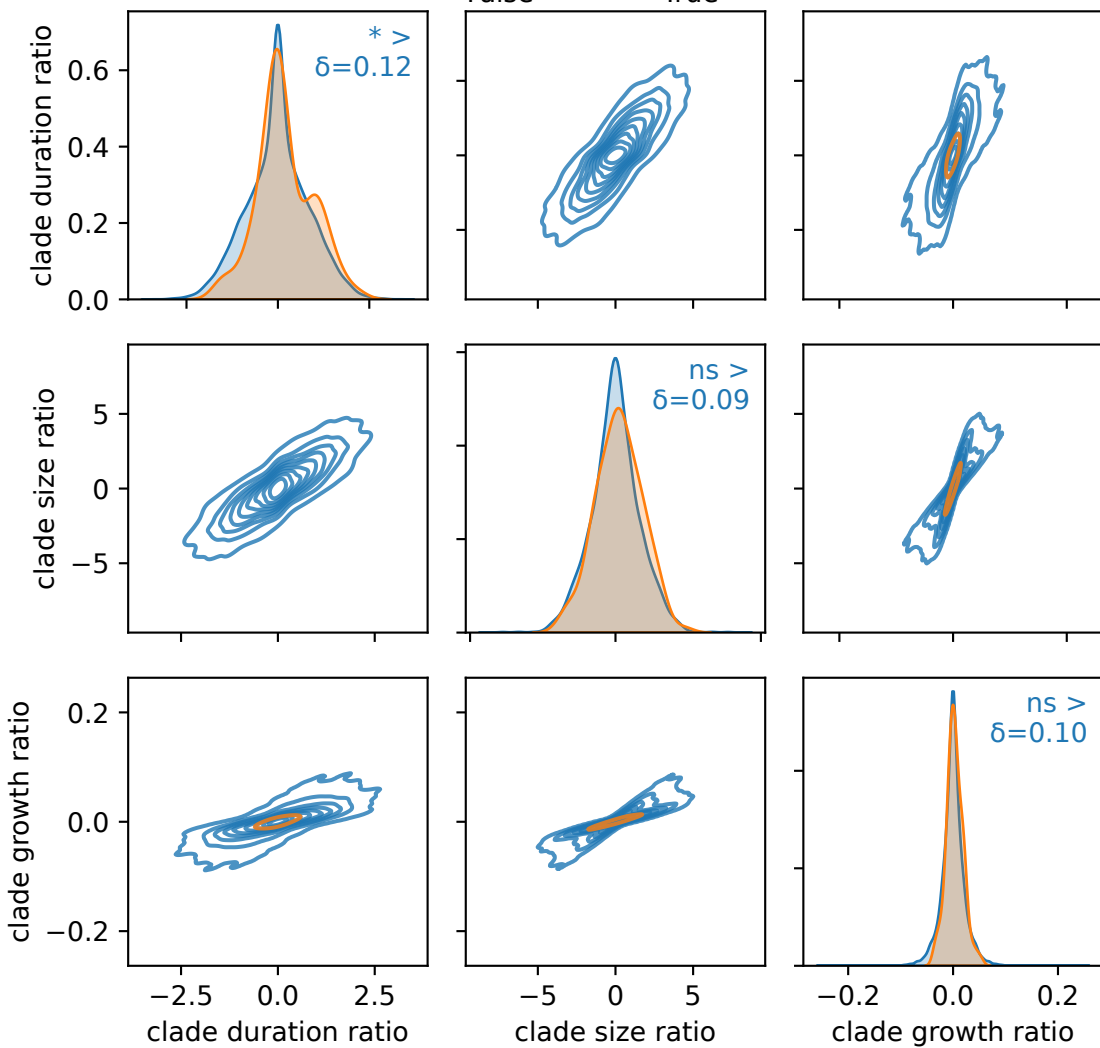 0.6
0.4
0.2
0.0
clade duration ratio
* >
δ=0.12
5
0
−5
clade size ratio
ns >
δ=0.09
0.2
0.0
−0.2
clade growth ratio
ns >
δ=0.10
−2.5 0.0 2.5
−5 0 5
−0.2 0.0 0.2
clade duration ratio
clade size ratio
clade growth ratio